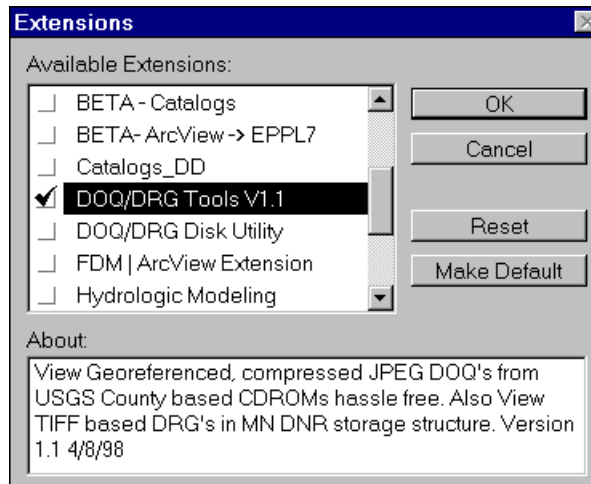 Extensions
Available Extensions:
BETA - Catalogs
BETA- ArcView -> EPPL7
Catalogs_DD
DOQ/DRG Tools V1.1
DOQ/DRG Disk Utility
FDM | ArcView Extension
Hydrologic Modeling
OK
Cancel
Reset
Make Default
About:
View Georeferenced, compressed JPEG DOQ's from
USGS County based CDROMs hassle free. Also View
TIFF based DRG's in MN DNR storage structure. Version
1.1 4/8/98